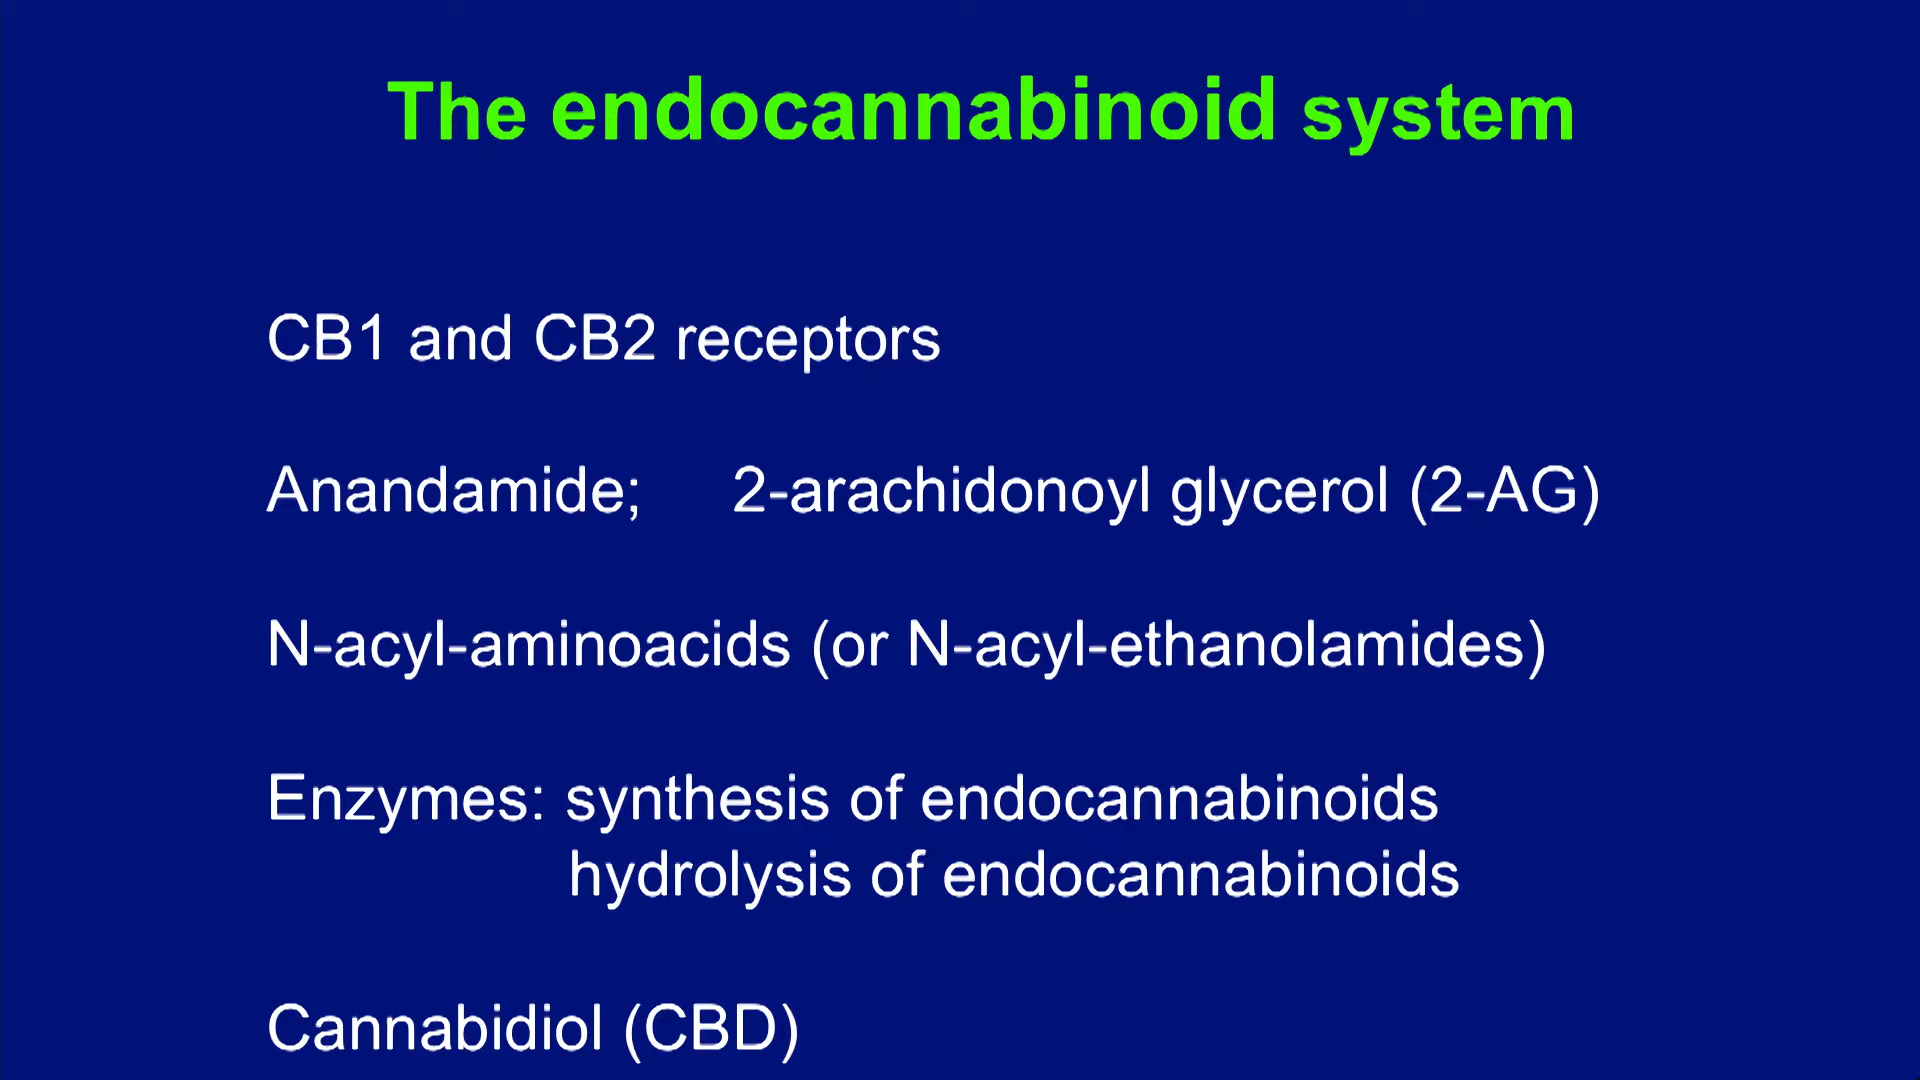 The endocannabinoid system
CB1 and CB2 receptors
Anandamide; 2-arachidonoyl glycerol (2-AG)
N-acyl-aminoacids (or N-acyl-ethanolamides)
Enzymes: synthesis of endocannabinoids
hydrolysis of endocannabinoids
Cannabidiol (CBD)